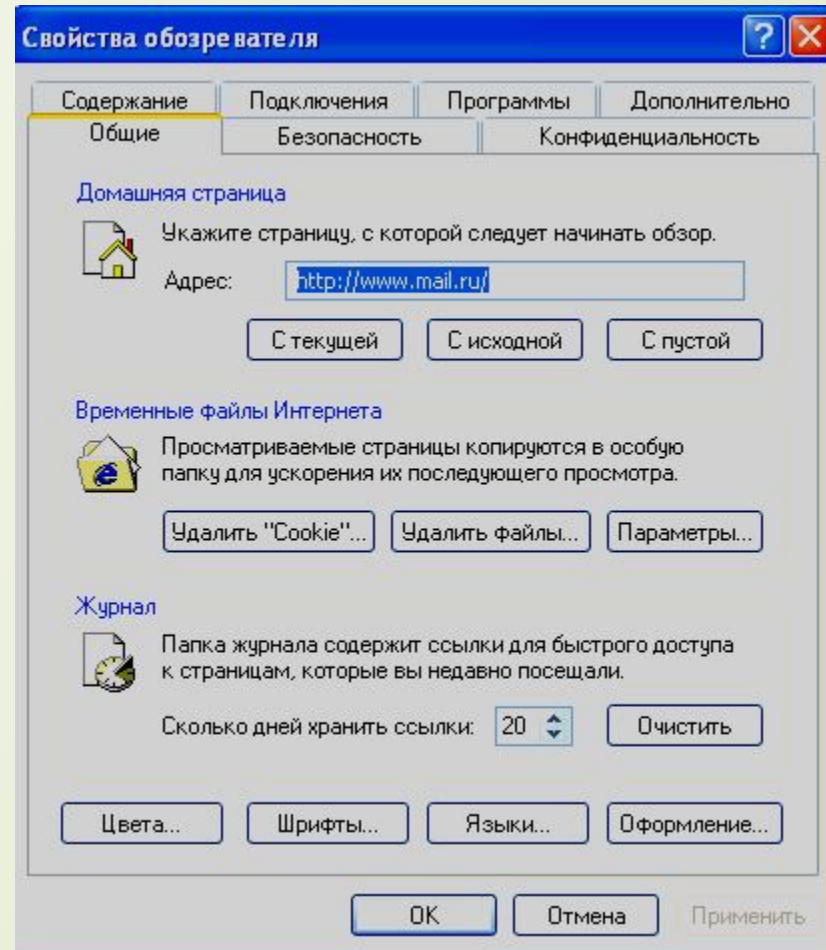 Свойства обозревателя
Содержание Подключения Программы Дополнительно
Общие Безопасность Конфиденциальность
Домашняя страница
Укажите страницу, с которой следует начинать обзор.
Адрес: http://www.mail.ru/
С текущей С исходной С пустой
Временные файлы Интернета
Просматриваемые страницы копируются в особую
папку для ускорения их последующего просмотра.
Удалить "Cookie"... Удалить файлы... Параметры...
Журнал
Папка журнала содержит ссылки для быстрого доступа
к страницам, которые вы недавно посещали.
Сколько дней хранить ссылки: 20 Очистить
Цвета... Шрифты... Языки... Оформление...
OK Отмена Применить